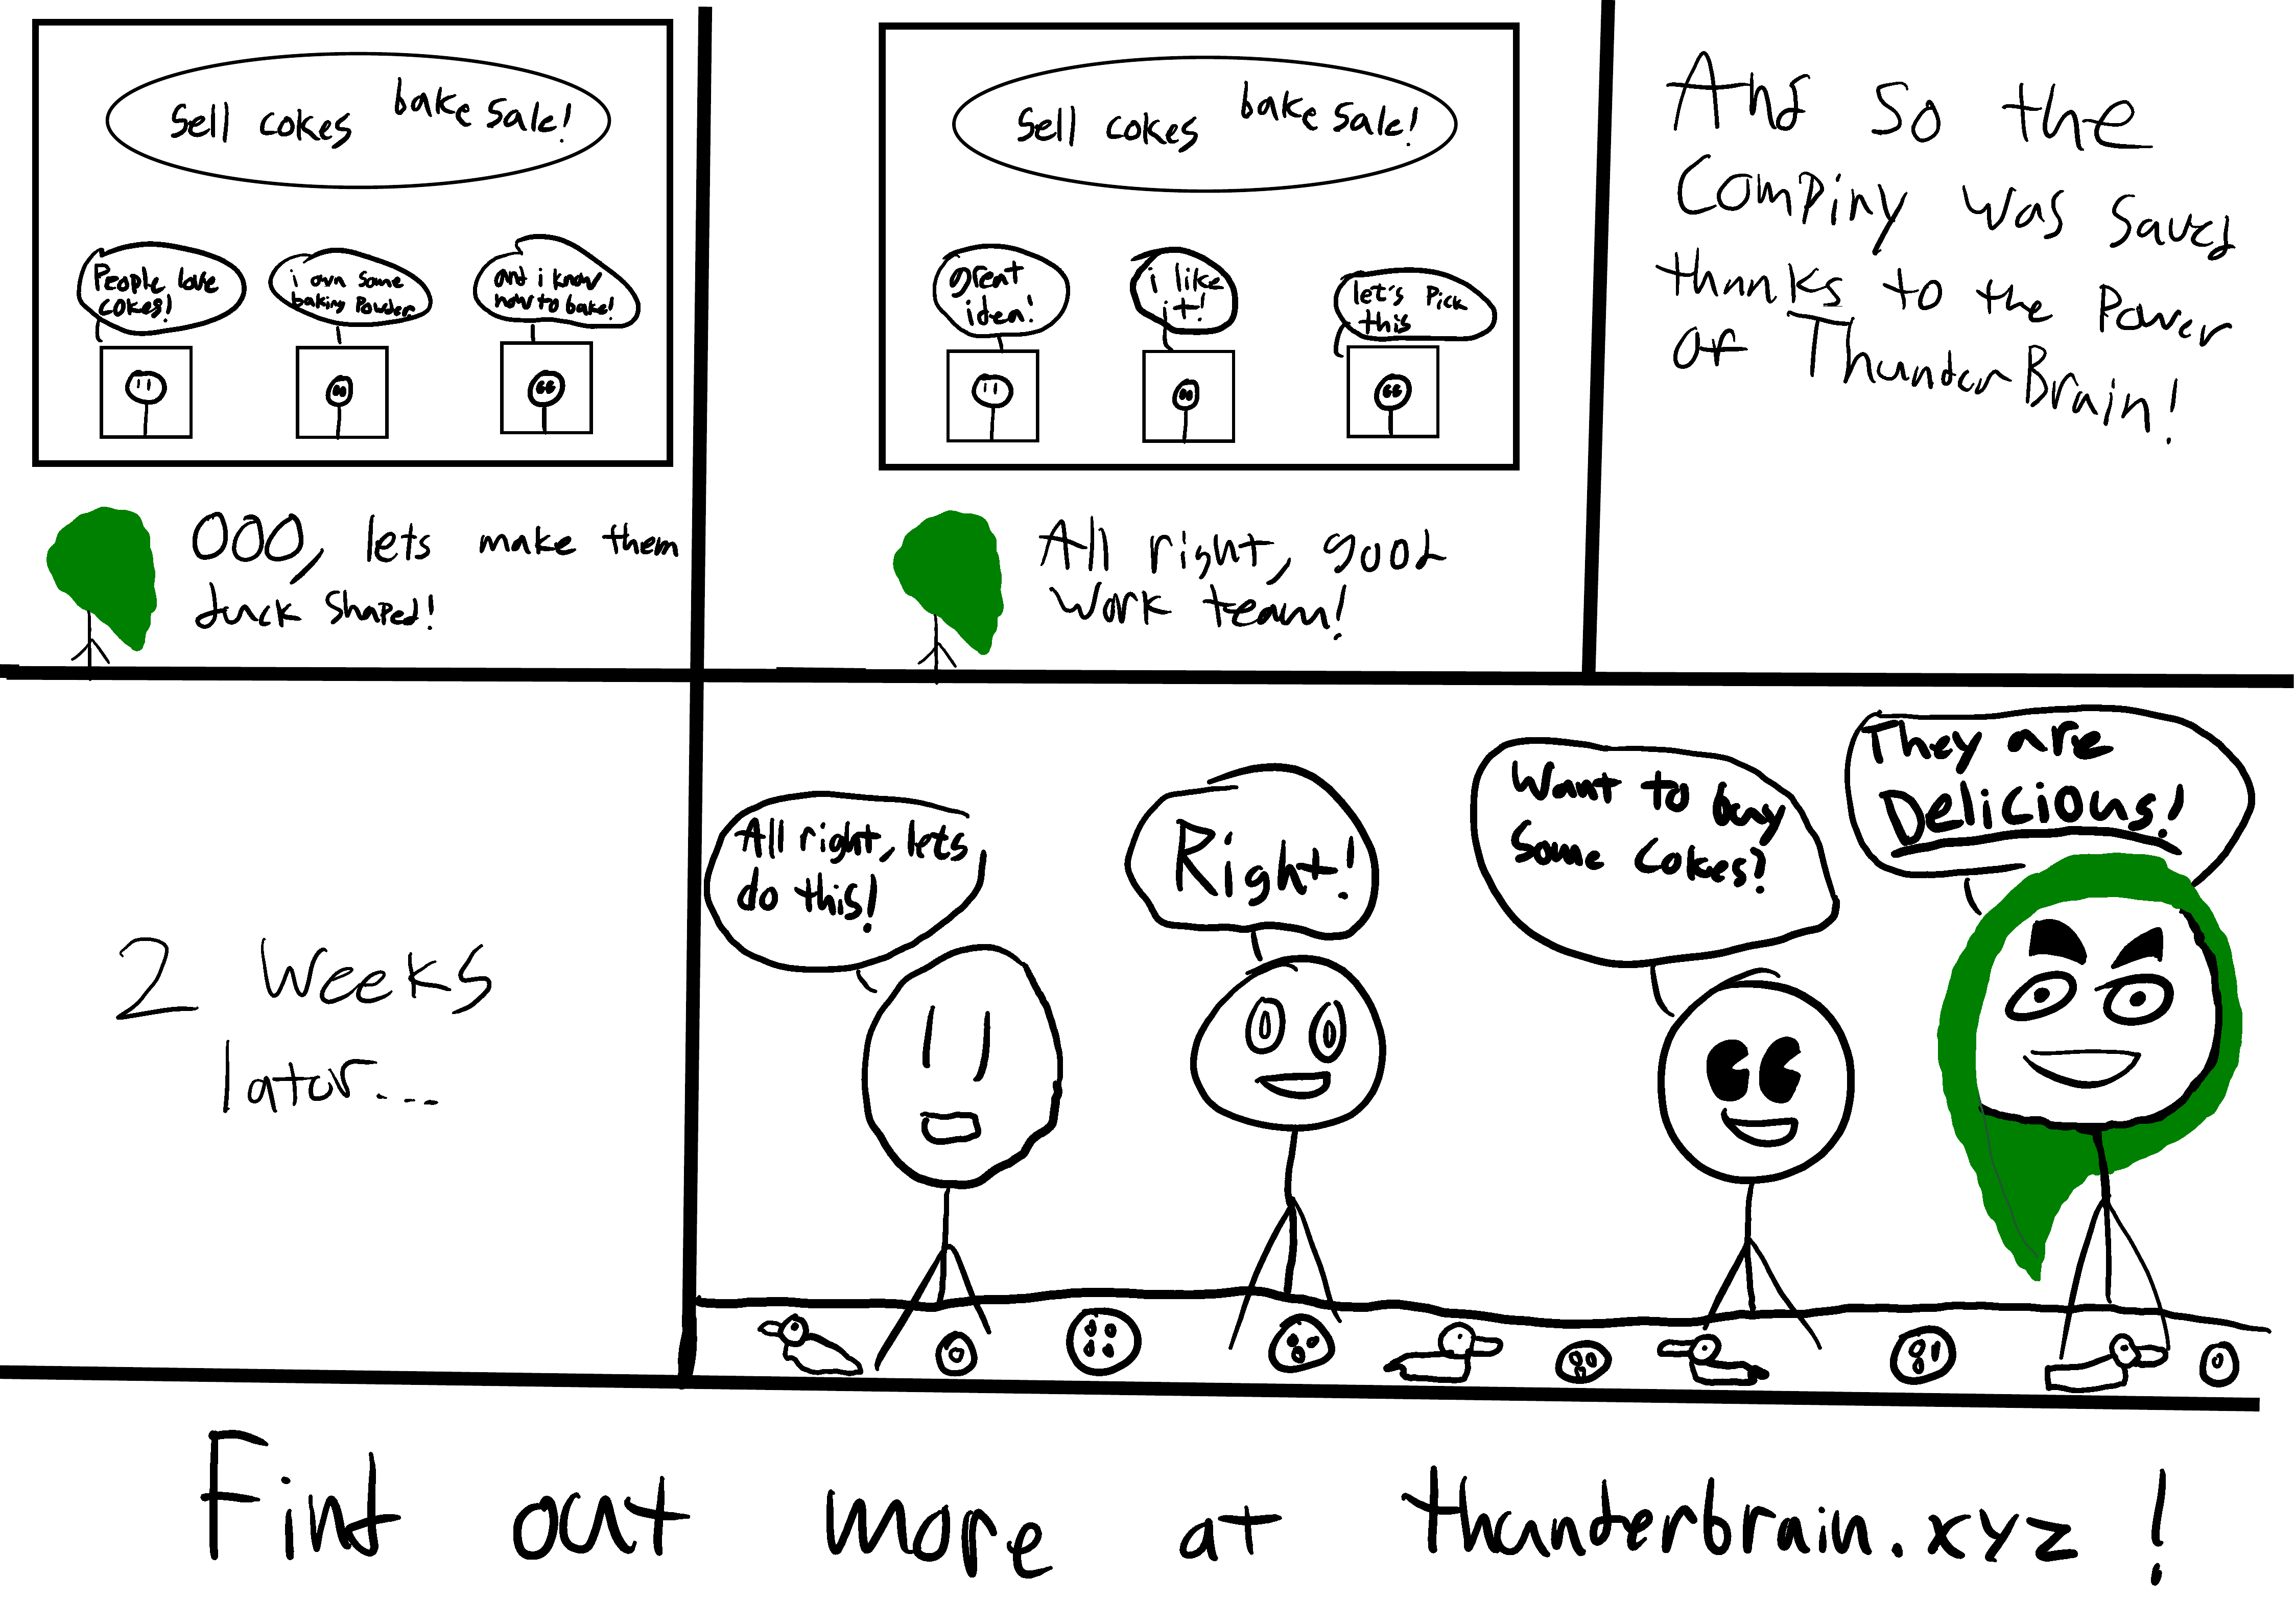 sell cokes bake sale!
People love
cokes!
i own some
baking Powder
and i know
how to bake!
OOO, lets make them
duck shaped!
sell cokes bake sale!
great
idea!
i like
it!
let's Pick
this
All right, good
work team!
And so the
Compiny was saved
thanks to the Power
of ThunderBrain!
2 Weeks
later...
All right, lets
do this!
Right!
Want to buy
some cokes?
They are
Delicious!
Find out more at thunderbrain.xyz!